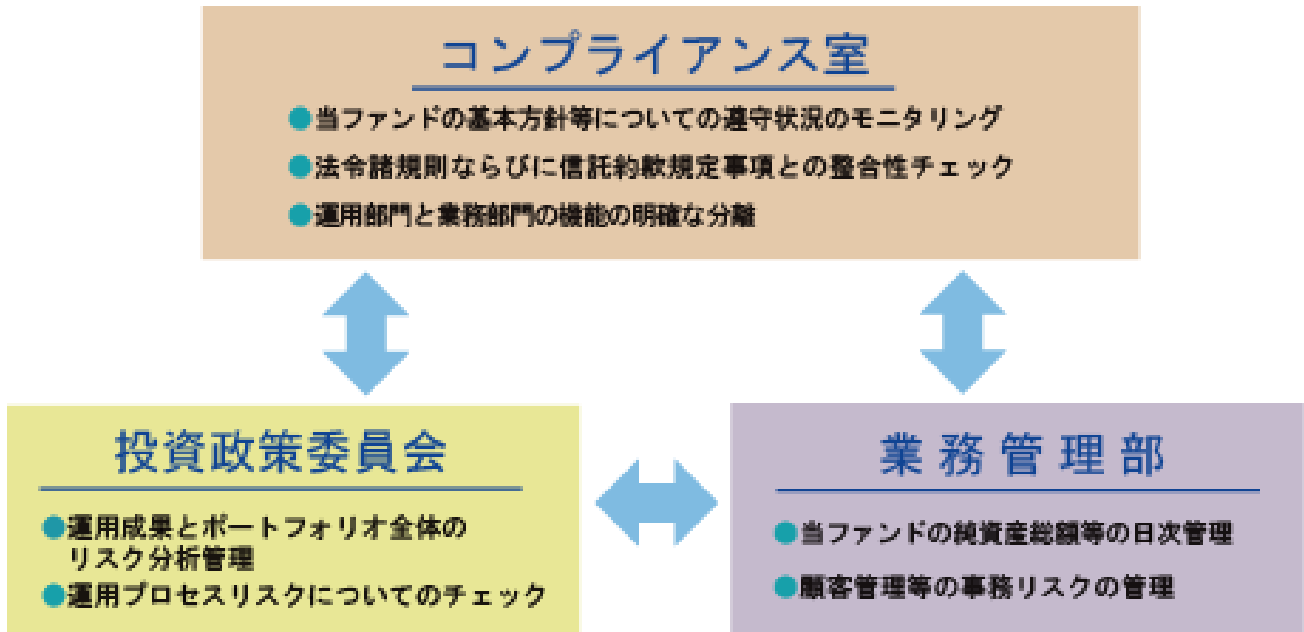 コンプライアンス室
●当ファンドの基本方針等についての遵守状況のモニタリング
●法令諸規則ならびに信託約款規定事項との整合性チェック
●運用部門と業務部門の機能の明確な分離
投資政策委員会
●運用成果とポートフォリオ全体の
リスク分析管理
●運用プロセスリスクについてのチェック
業務管理部
●当ファンドの純資産総額等の日次管理
●顧客管理等の事務リスクの管理